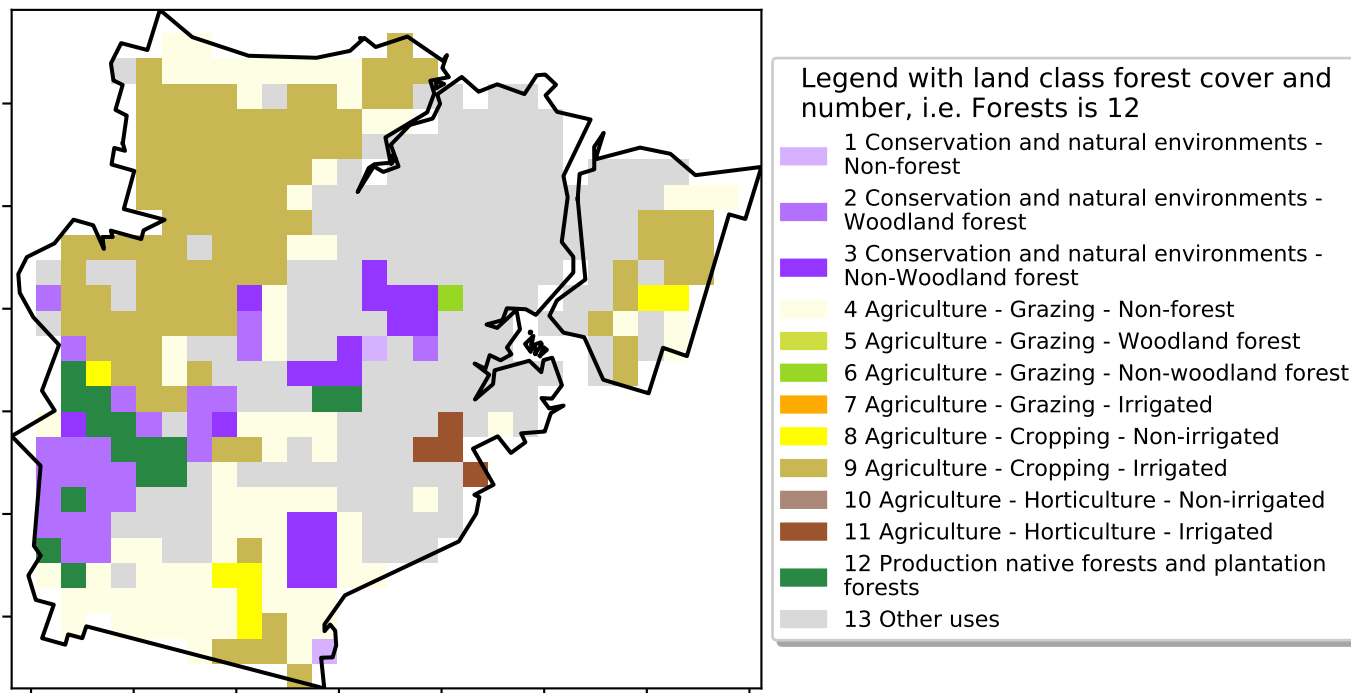 Legend with land class forest cover and
number, i.e. Forests is 12
1 Conservation and natural environments -
Non-forest
2 Conservation and natural environments -
Woodland forest
3 Conservation and natural environments -
Non-Woodland forest
4 Agriculture - Grazing - Non-forest
5 Agriculture - Grazing - Woodland forest
6 Agriculture - Grazing - Non-woodland forest
7 Agriculture - Grazing - Irrigated
8 Agriculture - Cropping - Non-irrigated
9 Agriculture - Cropping - Irrigated
10 Agriculture - Horticulture - Non-irrigated
11 Agriculture - Horticulture - Irrigated
12 Production native forests and plantation
forests
13 Other uses